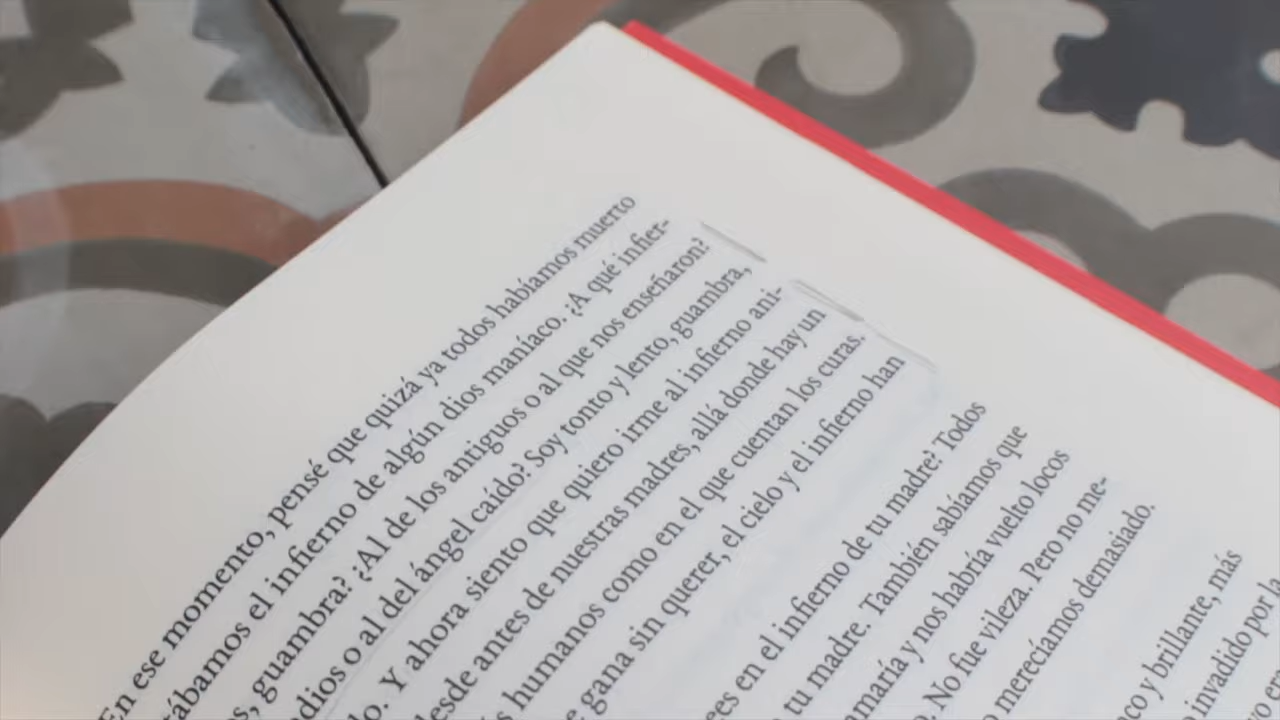 En ese momento, pensé que quizá ya todos habíamos muerto
tábamos el infierno de algún dios maníaco. ¿A qué infier-
s, guambra? ¿Al de los antiguos o al que nos enseñaron?
dios o al del ángel caído? Soy tonto y lento, guambra,
do. Y ahora siento que quiero irme al infierno ani-
desde antes de nuestras madres, allá donde hay un
s humanos como en el que cuentan los curas.
e gana sin querer, el cielo y el infierno han
ees en el infierno de tu madre? Todos
tu madre. También sabíamos que
amaría y nos habría vuelto locos
. No fue vileza. Pero no me-
o merecíamos demasiado.
co y brillante, más
invadido por la